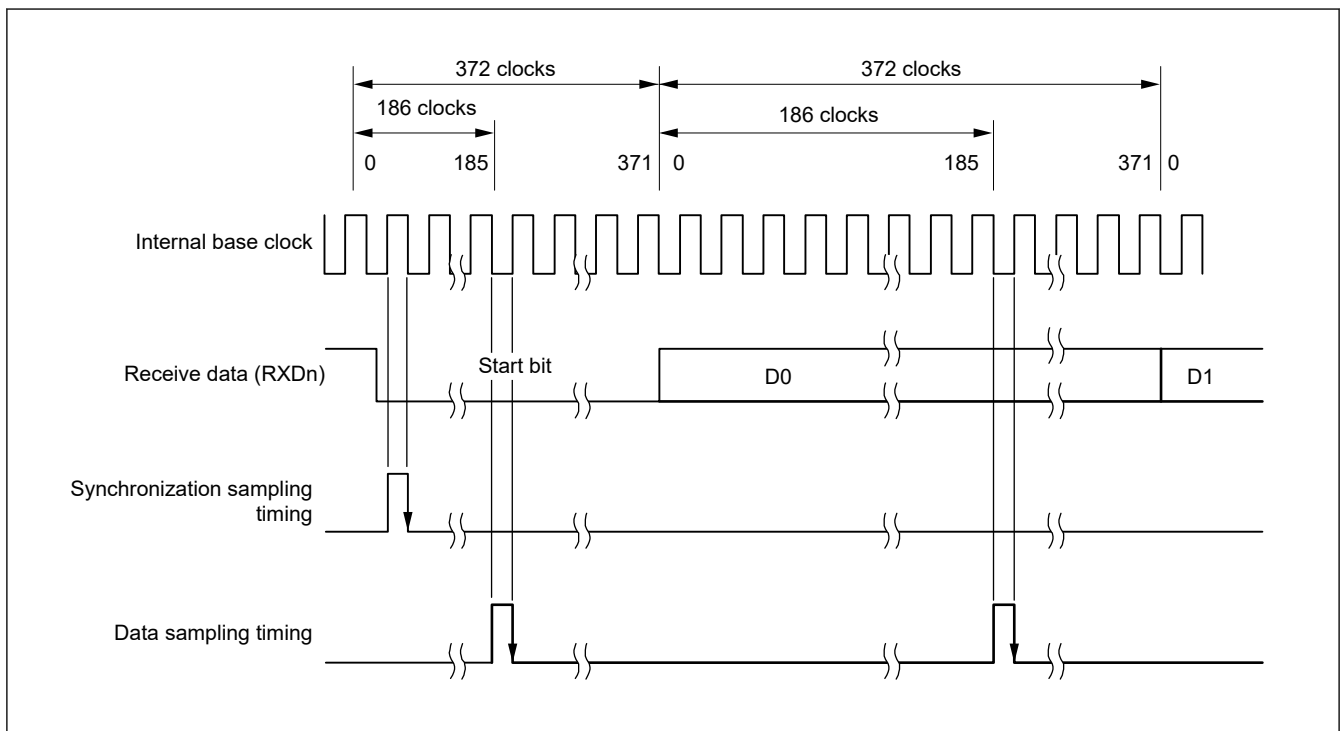 372 clocks
372 clocks
186 clocks
186 clocks
0
185
371
0
185
371
0
Internal base clock
Receive data (RXDn)
Start bit
D0
D1
Synchronization sampling
timing
Data sampling timing